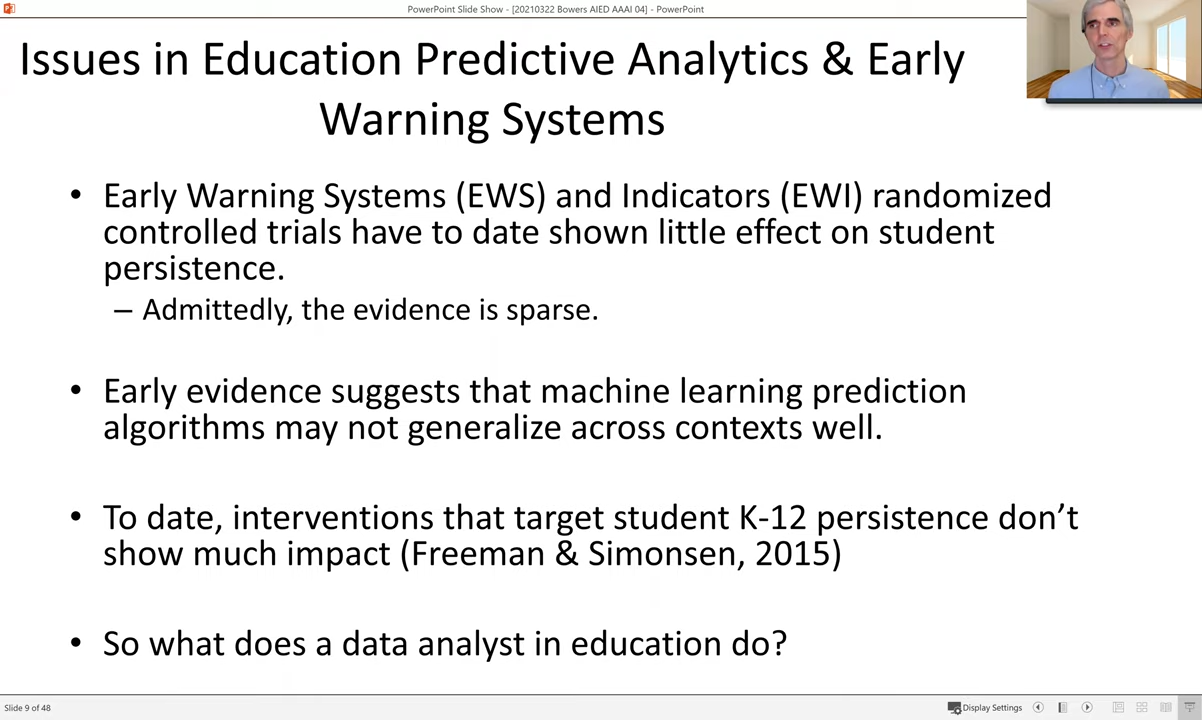 PowerPoint Slide Show - [20210322 Bowers AIED AAAI 04] - PowerPoint
Issues in Education Predictive Analytics & Early
Warning Systems
• Early Warning Systems (EWS) and Indicators (EWI) randomized
controlled trials have to date shown little effect on student
persistence.
– Admittedly, the evidence is sparse.
• Early evidence suggests that machine learning prediction
algorithms may not generalize across contexts well.
• To date, interventions that target student K-12 persistence don’t
show much impact (Freeman & Simonsen, 2015)
• So what does a data analyst in education do?
Slide 9 of 48
Display Settings